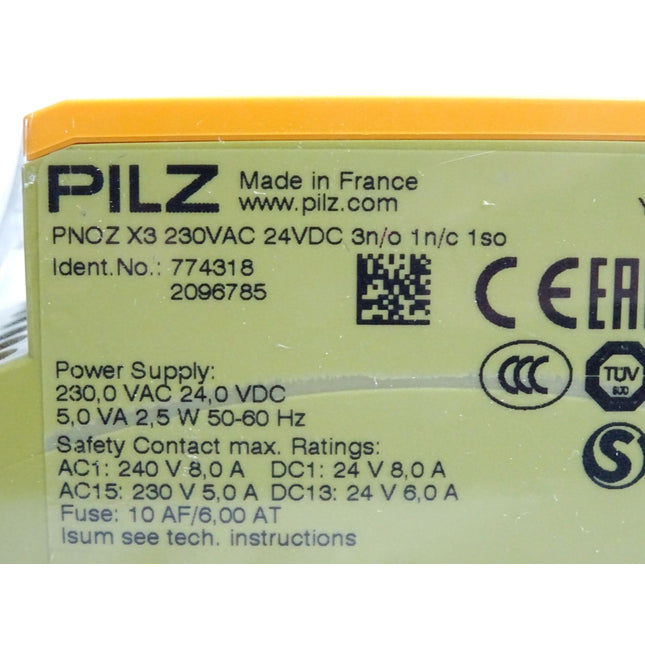 PILZ Made in France
www.pilz.com
PNOZ X3 230VAC 24VDC 3n/o 1n/c 1so
Ident.No.: 774318
2096785
CE EAC
CCC
TÜV
Power Supply:
230,0 VAC 24,0 VDC
5,0 VA 2,5 W 50-60 Hz
Safety Contact max. Ratings:
AC1: 240 V 8,0 A DC1: 24 V 8,0 A
AC15: 230 V 5,0 A DC13: 24 V 6,0 A
Fuse: 10 AF/6,00 AT
Isum see tech. instructions